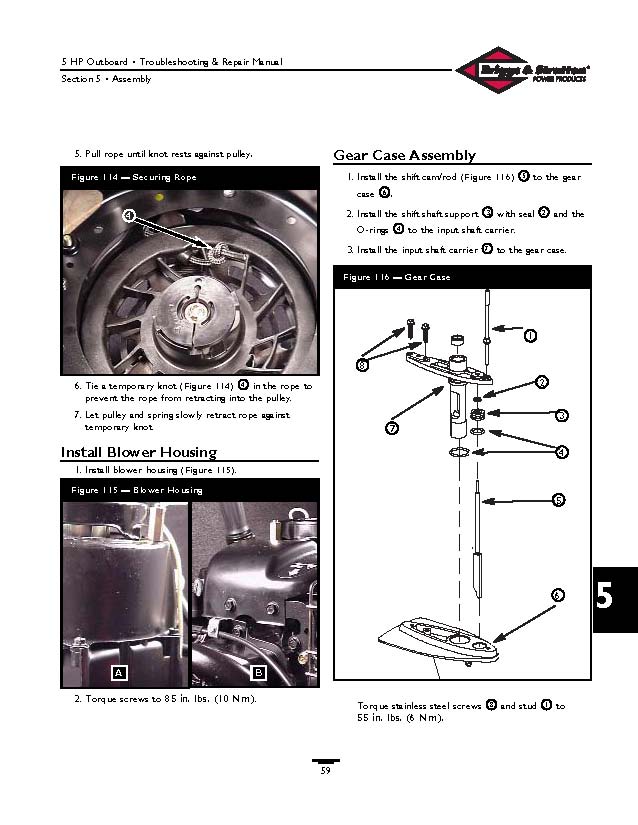 5 HP Outboard • Troubleshooting & Repair Manual
Section 5 • Assembly
Briggs & Stratton®
POWER PRODUCTS
5. Pull rope until knot rests against pulley.
Figure 114 — Securing Rope
4
6. Tie a temporary knot (Figure 114) 4 in the rope to
prevent the rope from retracting into the pulley.
7. Let pulley and spring slowly retract rope against
temporary knot
Install Blower Housing
1. Install blower housing (Figure 115).
Figure 115 — Blower Housing
A
B
2. Torque screws to 85 in. lbs. (10 Nm).
Gear Case Assembly
1. Install the shift cam/rod (Figure 116) 5 to the gear
case 6.
2. Install the shift shaft support 3 with seal 2 and the
O-rings 4 to the input shaft carrier.
3. Install the input shaft carrier 7 to the gear case.
Figure 116 — Gear Case
1
8
2
3
7
4
5
6
Torque stainless steel screws 8 and stud 1 to
55 in. lbs. (6 Nm).
5
59